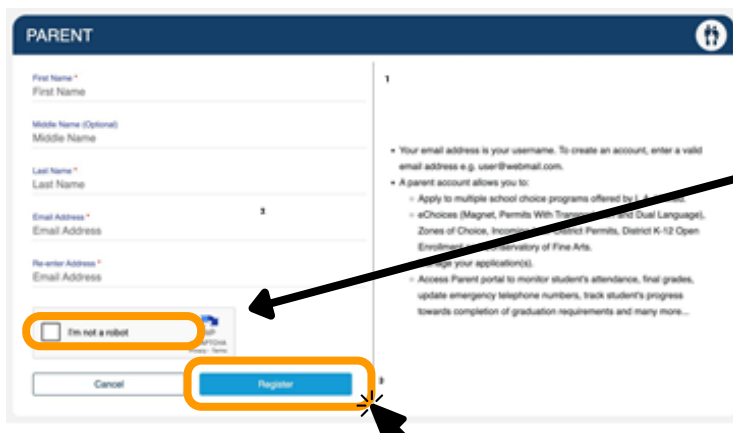 PARENT
First Name *
First Name
Middle Name (Optional)
Middle Name
Last Name *
Last Name
Email Address *
Email Address
Re-enter Address *
Email Address
I'm not a robot
Privacy - Terms
Cancel
Register
1
2
3
• Your email address is your username. To create an account, enter a valid
email address e.g. user@webmail.com.
• A parent account allows you to:
Apply to multiple school choice programs offered by
eChoices (Magnet, Permits With and Dual Language),
Zones of Choice, District Permits, District K-12 Open
Enrollment of Fine Arts.
your application(s).
Access Parent portal to monitor student's attendance, final grades,
update emergency telephone numbers, track student's progress
towards completion of graduation requirements and many more...